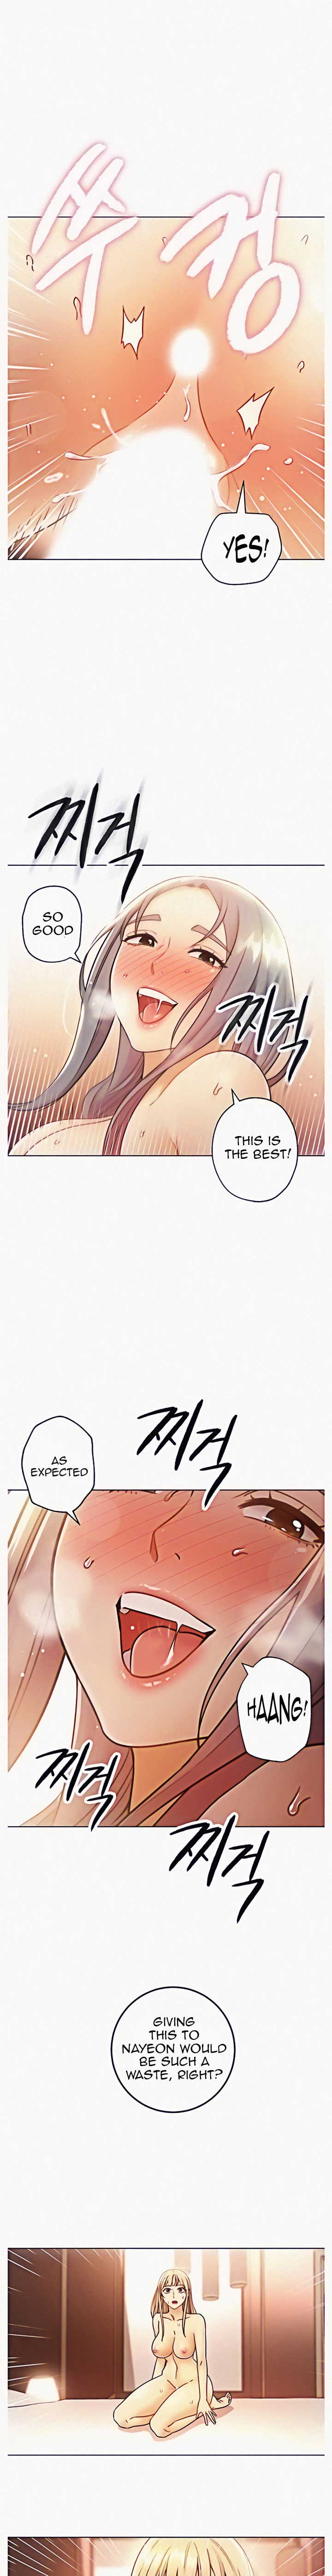 쑤컹
YES!
찌걱
SO
GOOD
찌걱
THIS IS
THE BEST!
찌걱
AS
EXPECTED
HAANG!
찌걱
찌걱
GIVING
THIS TO
NAYEON WOULD
BE SUCH A
WASTE, RIGHT?